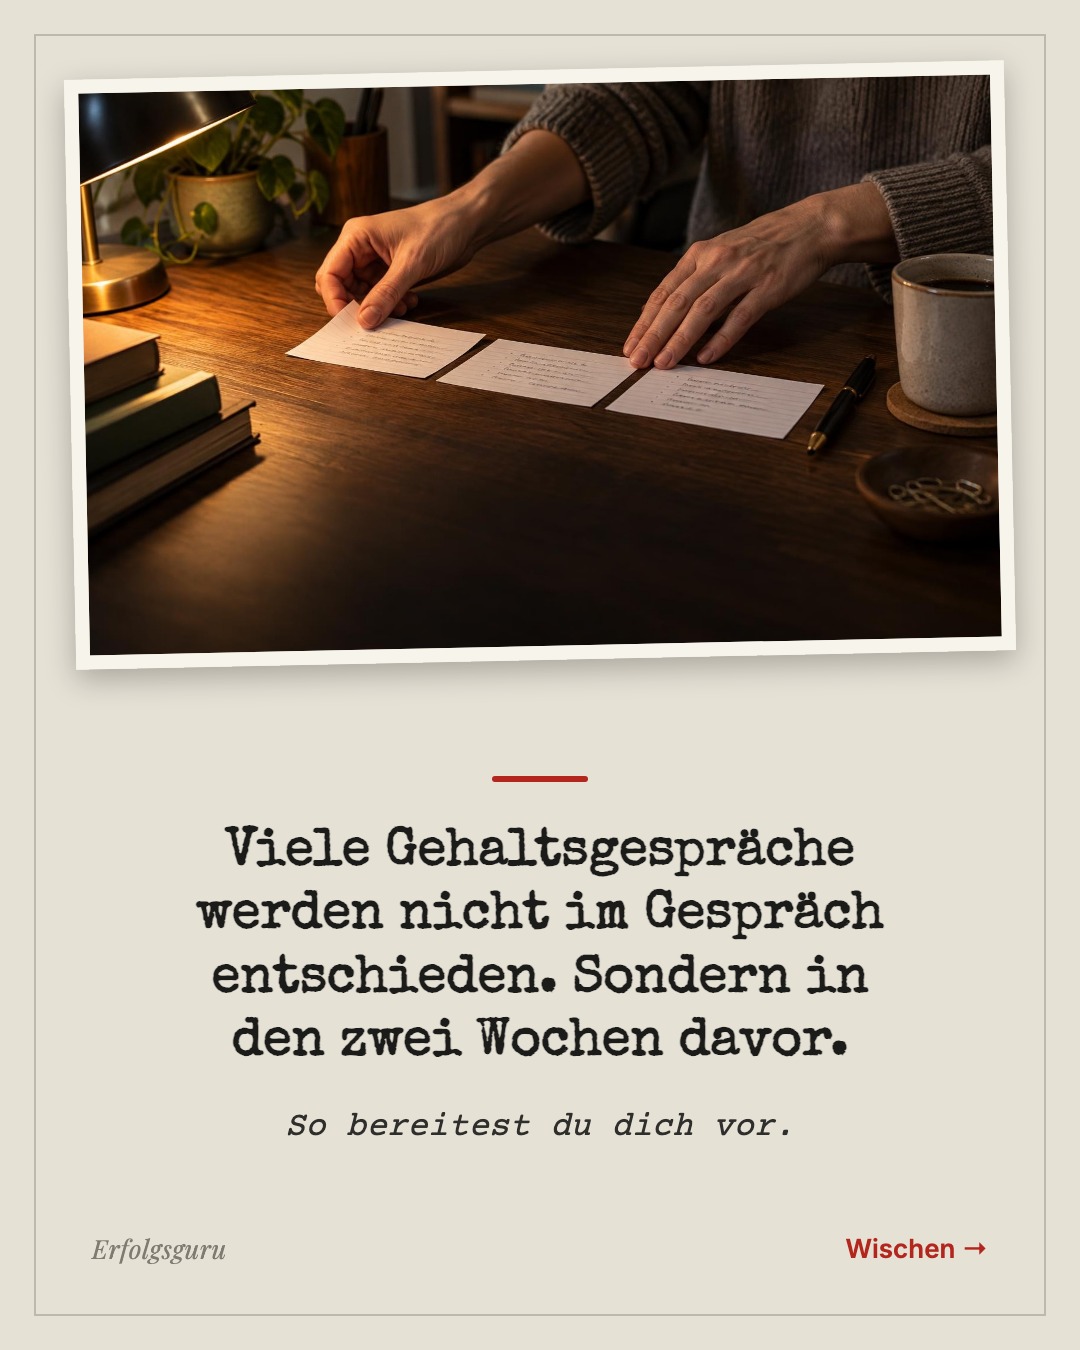 Viele Gehaltsgespräche
werden nicht im Gespräch
entschieden. Sondern in
den zwei Wochen davor.
So bereitest du dich vor.
Erfolgsguru
Wischen →